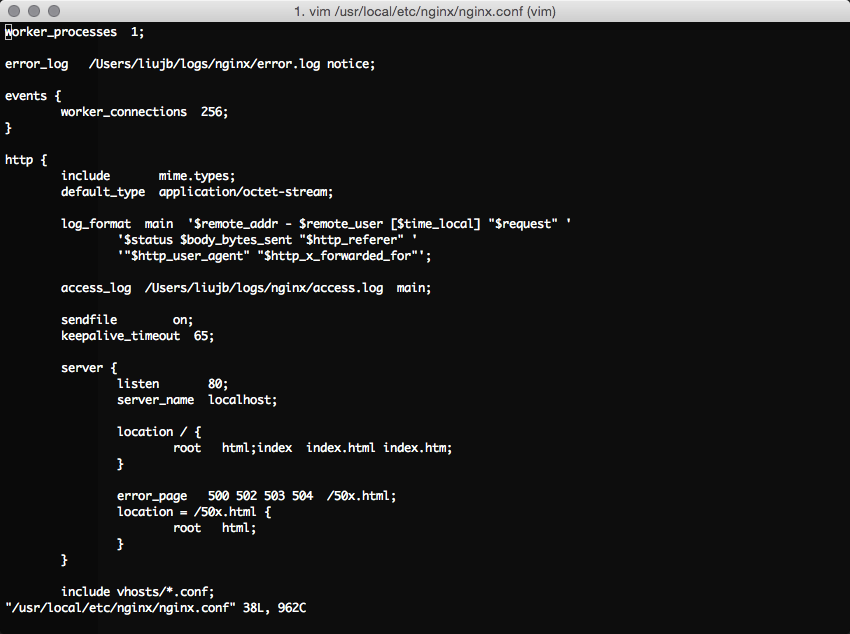 1. vim /usr/local/etc/nginx/nginx.conf (vim)
worker_processes  1;
error_log   /Users/liujb/logs/nginx/error.log notice;
events {
        worker_connections  256;
}
http {
        include       mime.types;
        default_type  application/octet-stream;
        log_format  main  '$remote_addr - $remote_user [$time_local] "$request" '
                '$status $body_bytes_sent "$http_referer" '
                '"$http_user_agent" "$http_x_forwarded_for"';
        access_log  /Users/liujb/logs/nginx/access.log  main;
        sendfile        on;
        keepalive_timeout  65;
        server {
                listen       80;
                server_name  localhost;
                location / {
                        root   html;index  index.html index.htm;
                }
                error_page   500 502 503 504  /50x.html;
                location = /50x.html {
                        root   html;
                }
        }
        include vhosts/*.conf;
"/usr/local/etc/nginx/nginx.conf" 38L, 962C